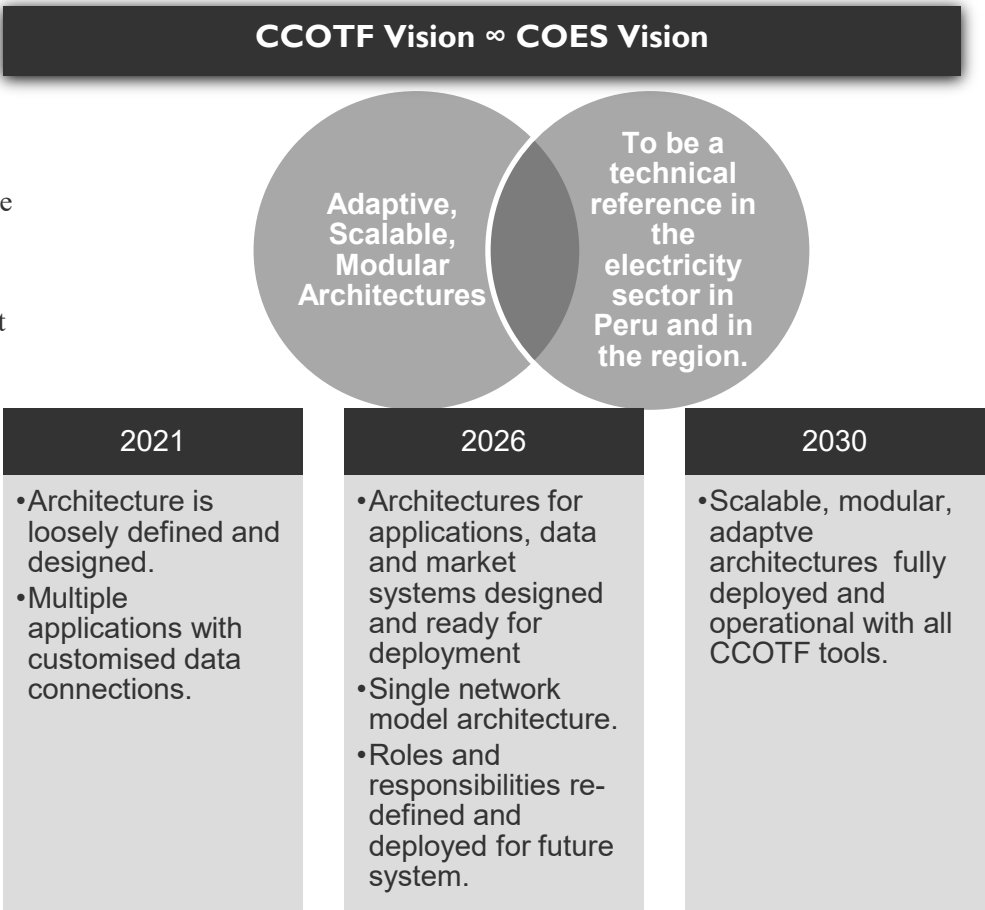 CCOTF Vision ∞ COES Vision
e
t
Adaptive,
Scalable,
Modular
Architectures
To be a
technical
reference in
the
electricity
sector in
Peru and in
the region.
2021
•Architecture is
loosely defined and
designed.
•Multiple
applications with
customised data
connections.
2026
•Architectures for
applications, data
and market
systems designed
and ready for
deployment
•Single network
model architecture.
•Roles and
responsibilities re-
defined and
deployed for future
system.
2030
•Scalable, modular,
adaptve
architectures fully
deployed and
operational with all
CCOTF tools.